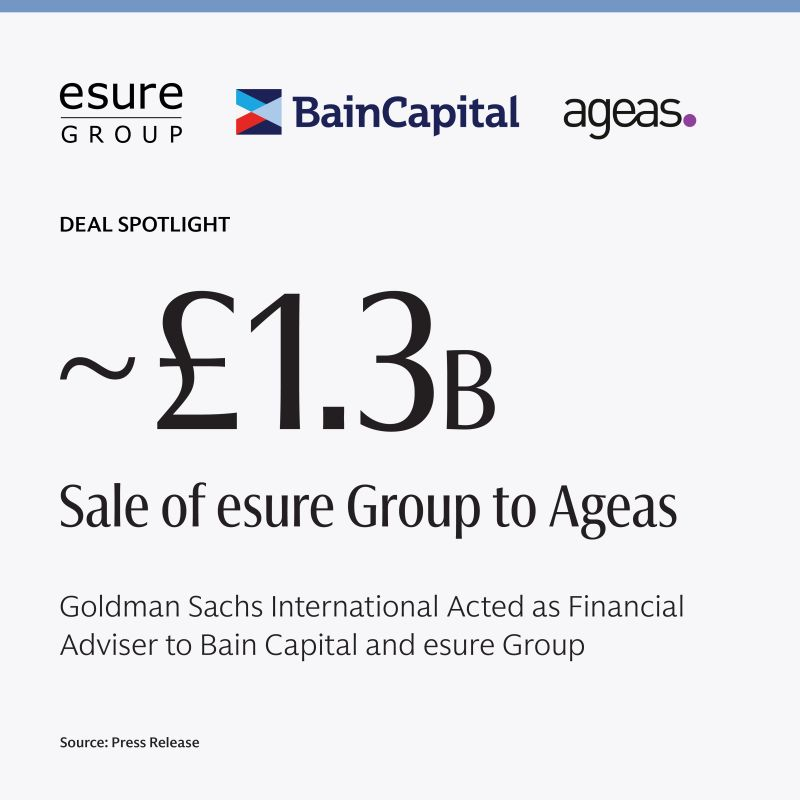 esure
GROUP
BainCapital
ageas.
DEAL SPOTLIGHT
~£1.3B
Sale of esure Group to Ageas
Goldman Sachs International Acted as Financial
Adviser to Bain Capital and esure Group
Source: Press Release